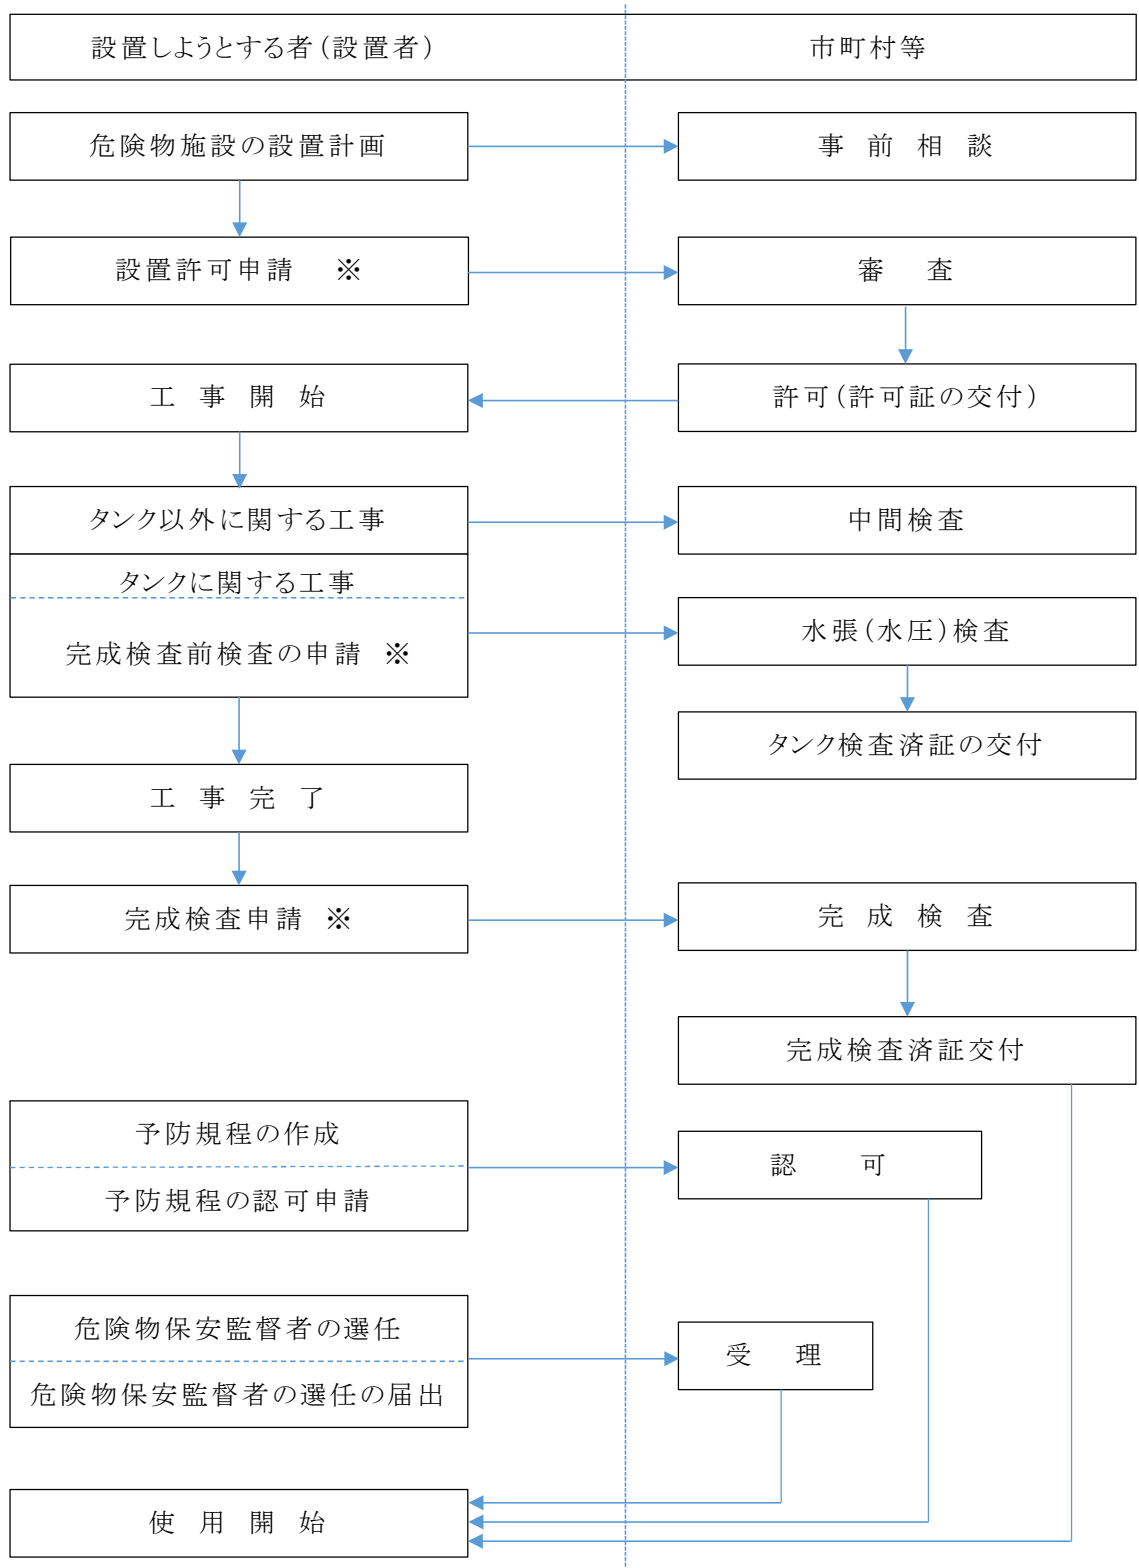 設置しようとする者(設置者)
市町村等
危険物施設の設置計画
事前相談
設置許可申請 ※
審査
工事開始
許可(許可証の交付)
タンク以外に関する工事
中間検査
タンクに関する工事
完成検査前検査の申請 ※
水張(水圧)検査
タンク検査済証の交付
工事完了
完成検査申請 ※
完成検査
完成検査済証交付
予防規程の作成
予防規程の認可申請
認可
危険物保安監督者の選任
危険物保安監督者の選任の届出
受理
使用開始